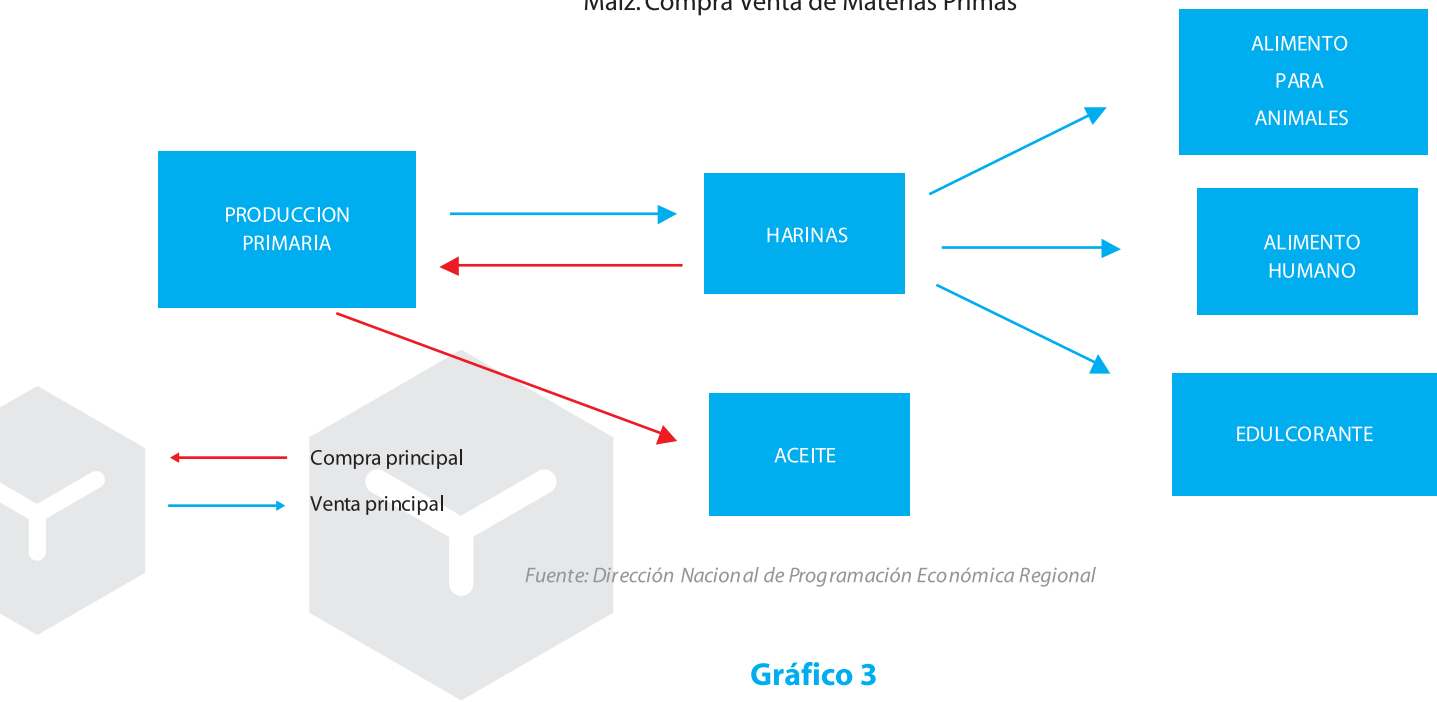 Maíz. Compra Venta de Materias Primas
ALIMENTO
PARA
ANIMALES
PRODUCCION
PRIMARIA
HARINAS
ALIMENTO
HUMANO
ACEITE
EDULCORANTE
Compra principal
Venta principal
Fuente: Dirección Nacional de Programación Económica Regional
Gráfico 3